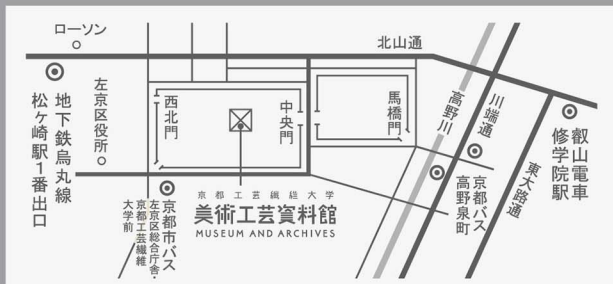 ローソン
北山通
左京区役所
地下鉄烏丸線
松ヶ崎駅1番出口
西北門
中央門
馬橋門
高野川
川端通
叡山電車
修学院駅
東大路通
京都バス
高野泉町
京都市バス
左京区総合庁舎・
京都工芸繊維
大学前
京都工芸繊維大学
美術工芸資料館
MUSEUM AND ARCHIVES